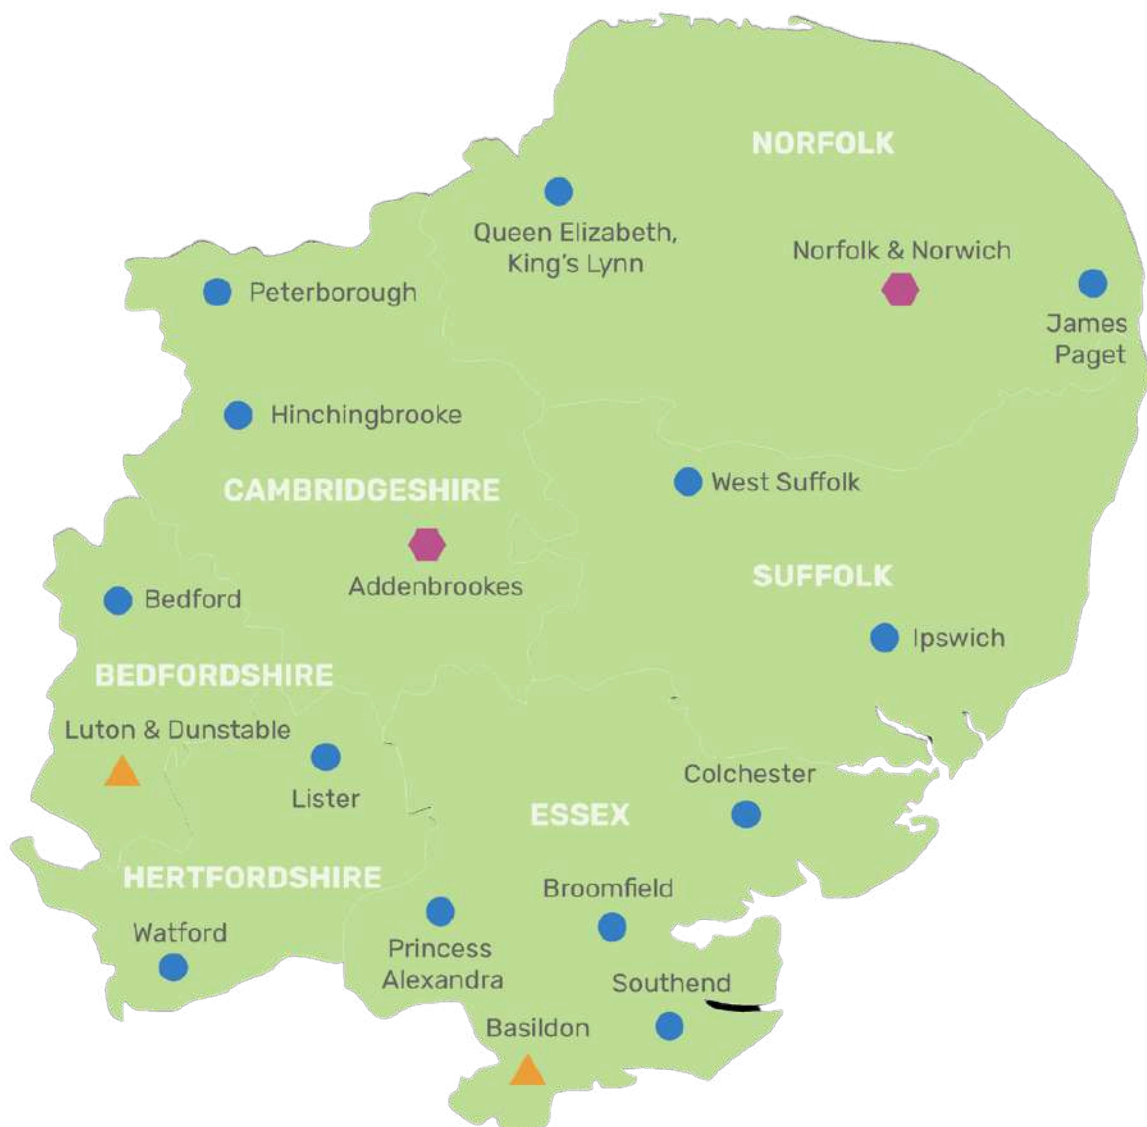 NORFOLK
Queen Elizabeth,
King's Lynn
Norfolk & Norwich
Peterborough
James
Paget
Hinchingbrooke
West Suffolk
CAMBRIDGESHIRE
Addenbrookes
SUFFOLK
Bedford
Ipswich
BEDFORDSHIRE
Luton & Dunstable
Lister
Colchester
ESSEX
HERTFORDSHIRE
Broomfield
Watford
Princess
Alexandra
Southend
Basildon